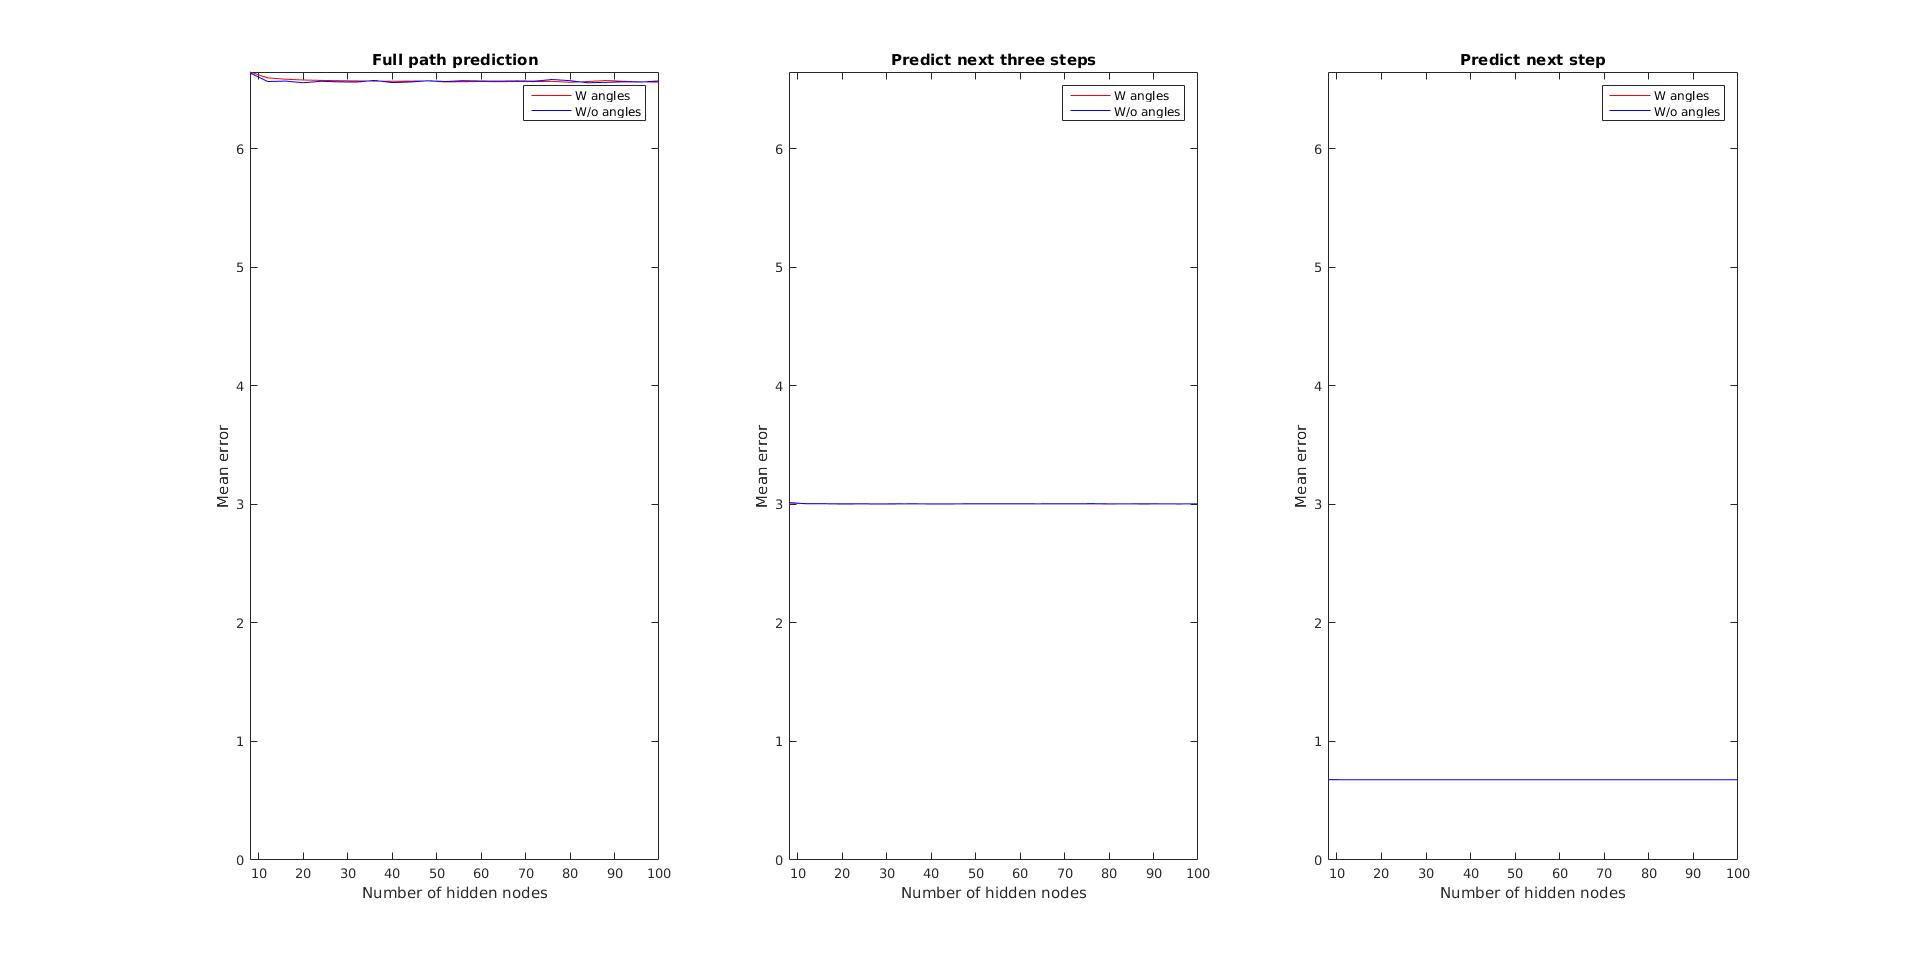 Full path prediction
W angles
W/o angles
6
5
4
3
2
1
0
Mean error
10 20 30 40 50 60 70 80 90 100
Number of hidden nodes
Predict next three steps
W angles
W/o angles
6
5
4
3
2
1
0
Mean error
10 20 30 40 50 60 70 80 90 100
Number of hidden nodes
Predict next step
W angles
W/o angles
6
5
4
3
2
1
0
Mean error
10 20 30 40 50 60 70 80 90 100
Number of hidden nodes